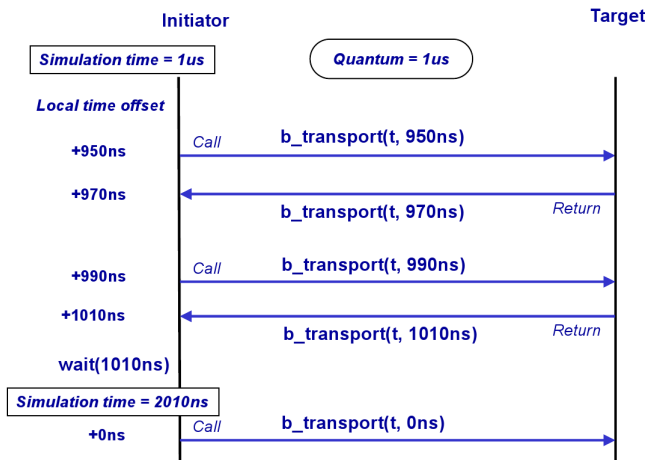 Initiator
Target
Simulation time = 1us
Quantum = 1us
Local time offset
+950ns
Call
b_transport(t, 950ns)
+970ns
b_transport(t, 970ns)
Return
+990ns
Call
b_transport(t, 990ns)
+1010ns
b_transport(t, 1010ns)
Return
wait(1010ns)
Simulation time = 2010ns
+0ns
Call
b_transport(t, 0ns)